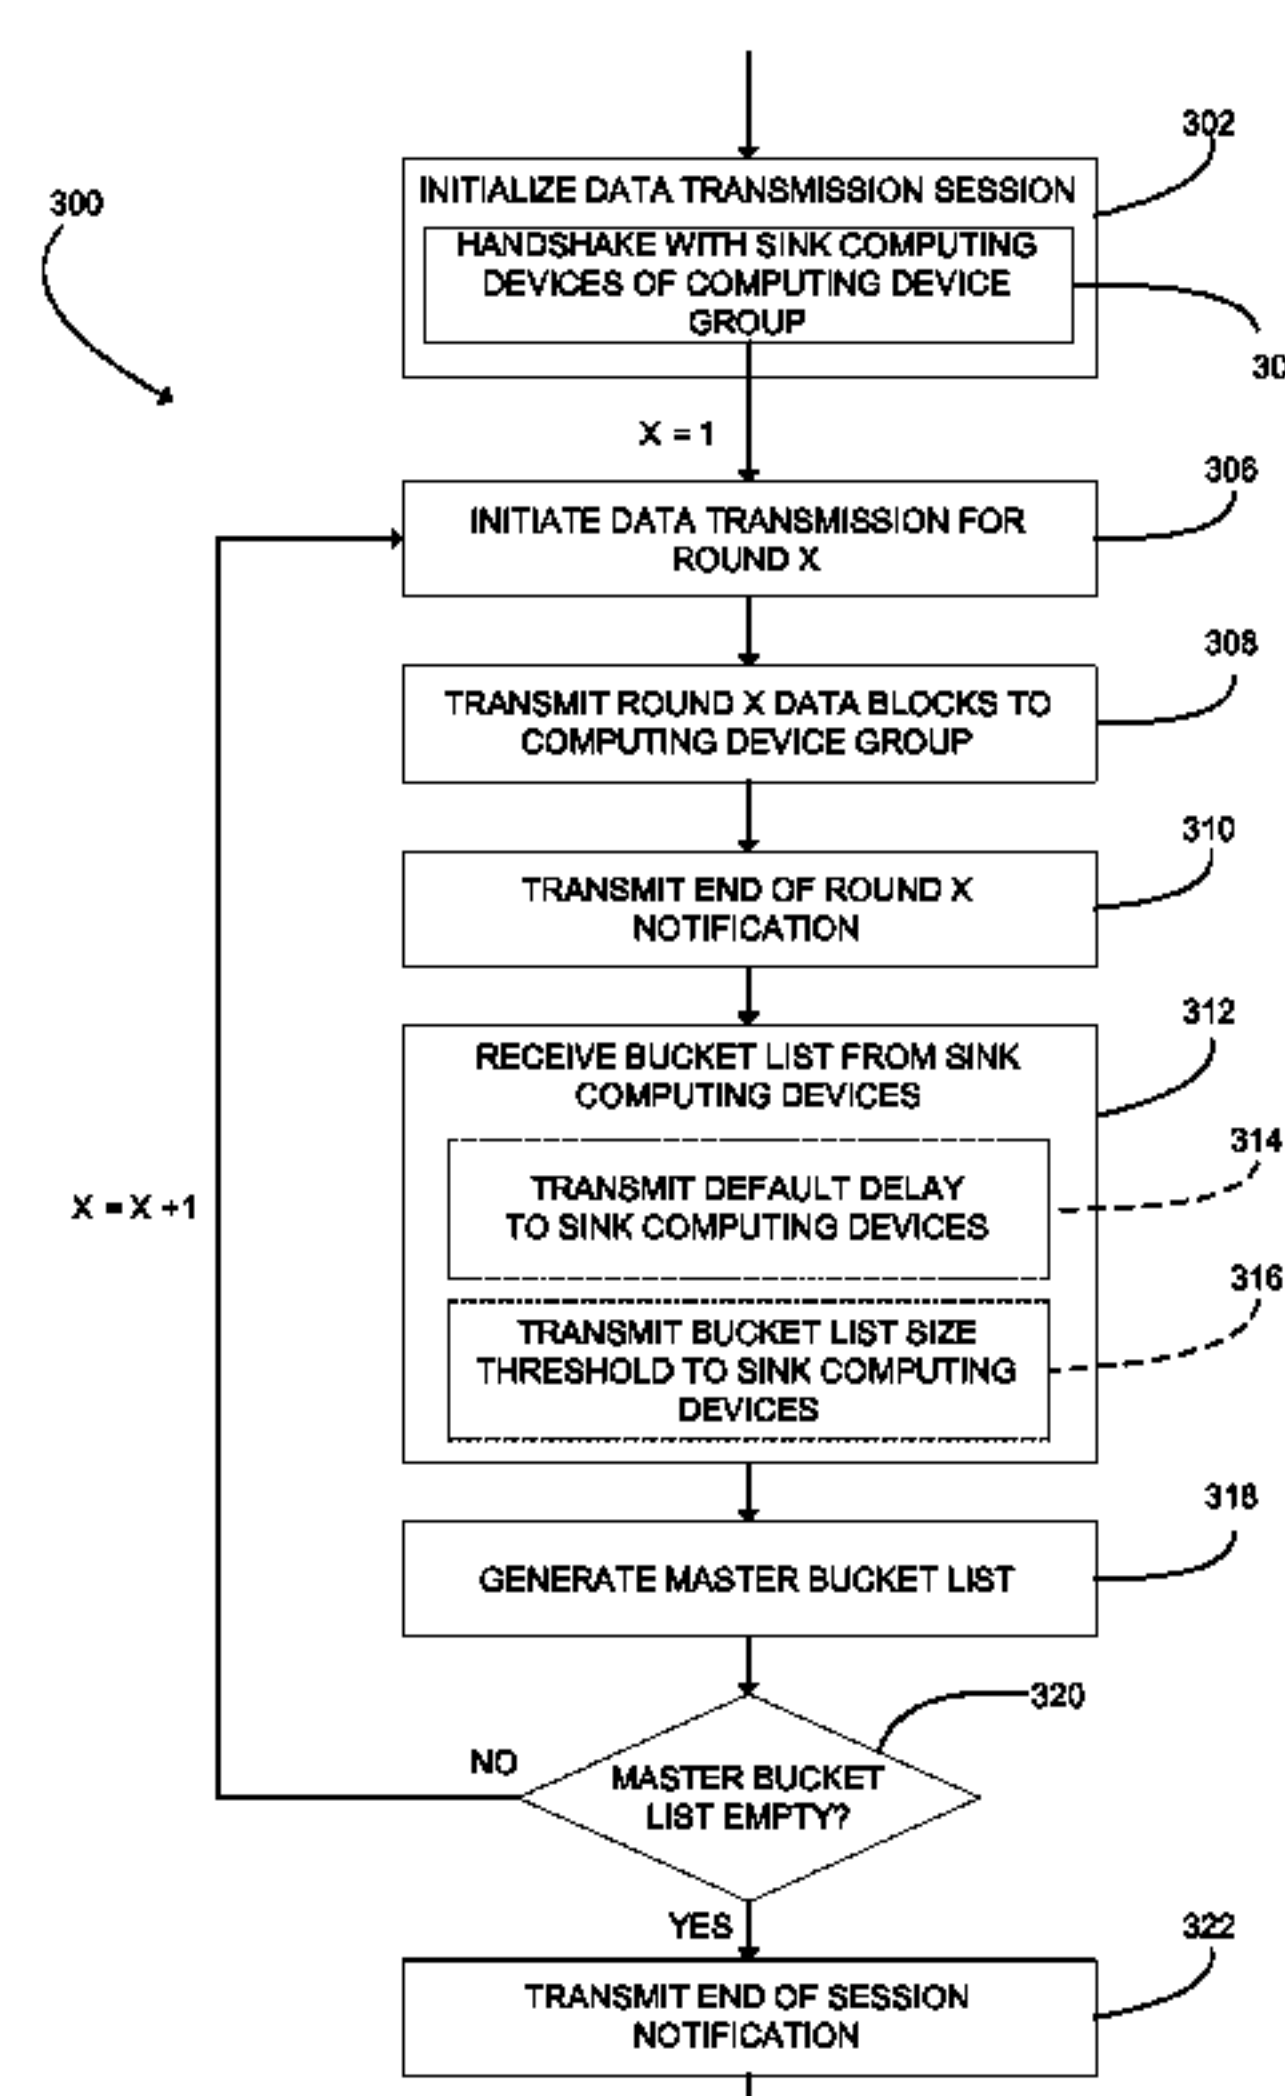 302
300
INITIALIZE DATA TRANSMISSION SESSION
HANDSHAKE WITH SINK COMPUTING
DEVICES OF COMPUTING DEVICE
GROUP
30
X = 1
306
INITIATE DATA TRANSMISSION FOR
ROUND X
308
TRANSMIT ROUND X DATA BLOCKS TO
COMPUTING DEVICE GROUP
310
TRANSMIT END OF ROUND X
NOTIFICATION
312
RECEIVE BUCKET LIST FROM SINK
COMPUTING DEVICES
314
TRANSMIT DEFAULT DELAY
TO SINK COMPUTING DEVICES
X = X +1
316
TRANSMIT BUCKET LIST SIZE
THRESHOLD TO SINK COMPUTING
DEVICES
318
GENERATE MASTER BUCKET LIST
320
NO
MASTER BUCKET
LIST EMPTY?
YES
322
TRANSMIT END OF SESSION
NOTIFICATION